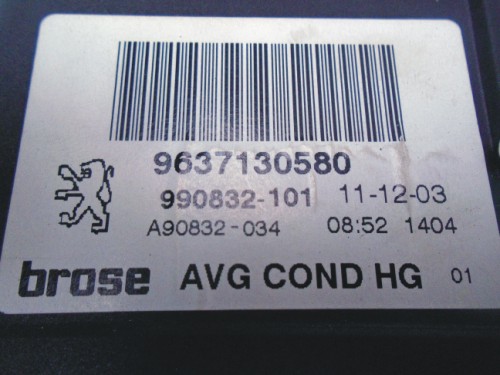 9637130580
990832-101 11-12-03
A90832-034 08:52 1404
brose AVG COND HG 01